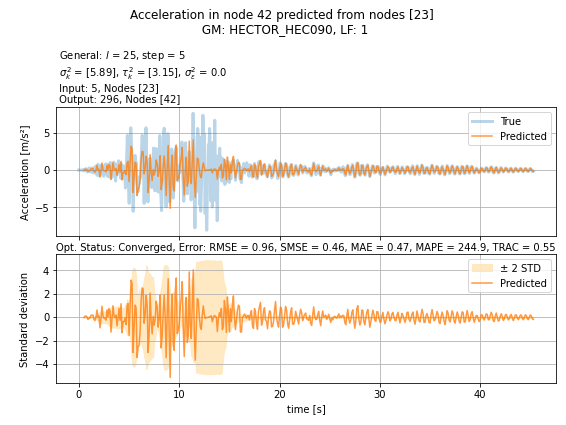 Acceleration in node 42 predicted from nodes [23]
GM: HECTOR_HEC090, LF: 1
General: l = 25, step = 5
σ²ₖ = [5.89], τ²ₖ = [3.15], σ²ε = 0.0
Input: 5, Nodes [23]
Output: 296, Nodes [42]
Acceleration [m/s²]
5
0
−5
True
Predicted
Opt. Status: Converged, Error: RMSE = 0.96, SMSE = 0.46, MAE = 0.47, MAPE = 244.9, TRAC = 0.55
Standard deviation
4
2
0
−2
−4
± 2 STD
Predicted
0 10 20 30 40
time [s]